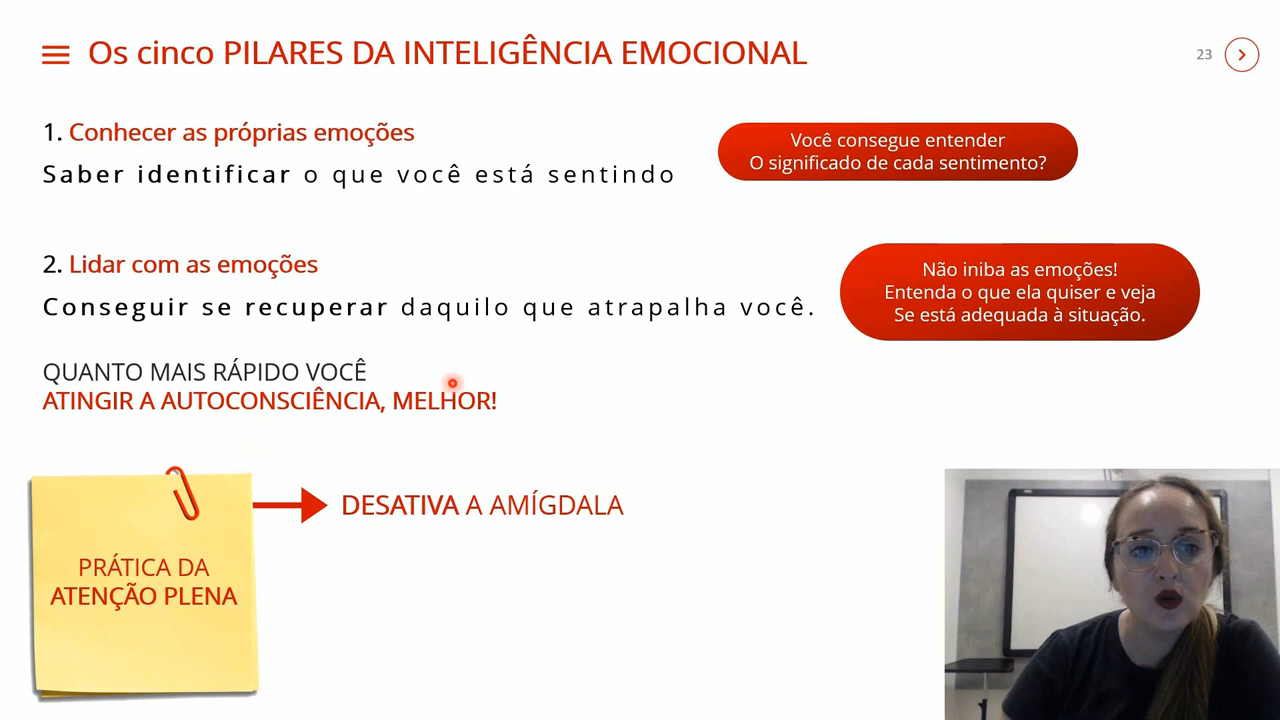 Os cinco PILARES DA INTELIGÊNCIA EMOCIONAL
23
1. Conhecer as próprias emoções
Saber identificar o que você está sentindo
Você consegue entender
O significado de cada sentimento?
2. Lidar com as emoções
Conseguir se recuperar daquilo que atrapalha você.
Não iniba as emoções!
Entenda o que ela quiser e veja
Se está adequada à situação.
QUANTO MAIS RÁPIDO VOCÊ
ATINGIR A AUTOCONSCIÊNCIA, MELHOR!
DESATIVA A AMÍGDALA
PRÁTICA DA
ATENÇÃO PLENA